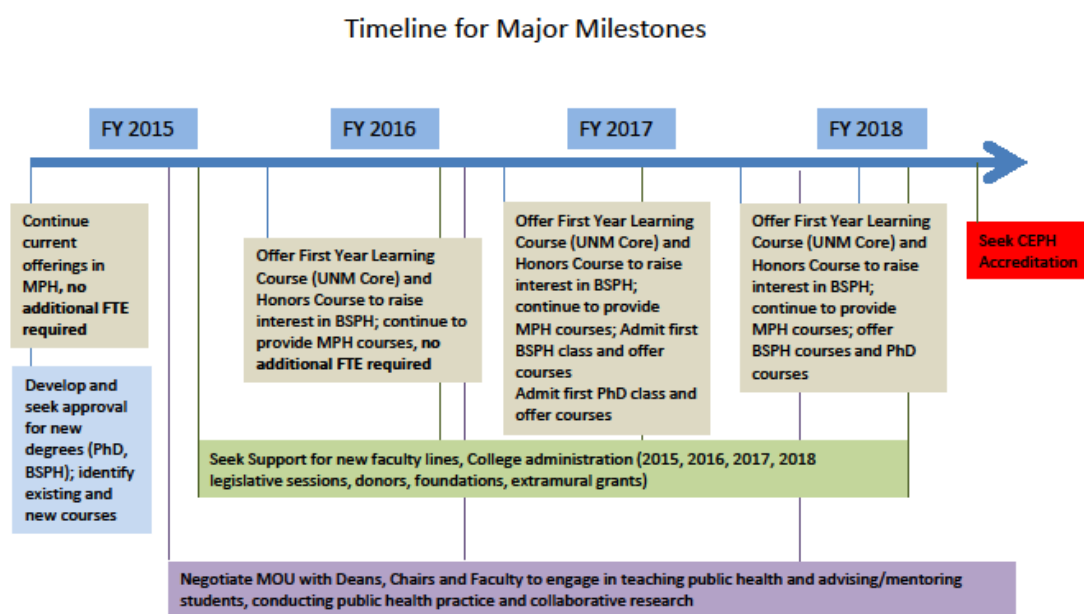 Timeline for Major Milestones
FY 2015
FY 2016
FY 2017
FY 2018
Continue
current
offerings in
MPH, no
additional FTE
required
Develop and
seek approval
for new
degrees (PhD,
BSPH); identify
existing and
new courses
Offer First Year Learning
Course (UNM Core) and
Honors Course to raise
interest in BSPH; continue to
provide MPH courses, no
additional FTE required
Offer First Year Learning
Course (UNM Core) and
Honors Course to raise
interest in BSPH;
continue to provide
MPH courses; Admit first
BSPH class and offer
courses
Admit first PhD class and
offer courses
Offer First Year Learning
Course (UNM Core) and
Honors Course to raise
interest in BSPH;
continue to provide
MPH courses; offer
BSPH courses and PhD
courses
Seek CEPH
Accreditation
Seek Support for new faculty lines, College administration (2015, 2016, 2017, 2018
legislative sessions, donors, foundations, extramural grants)
Negotiate MOU with Deans, Chairs and Faculty to engage in teaching public health and advising/mentoring
students, conducting public health practice and collaborative research